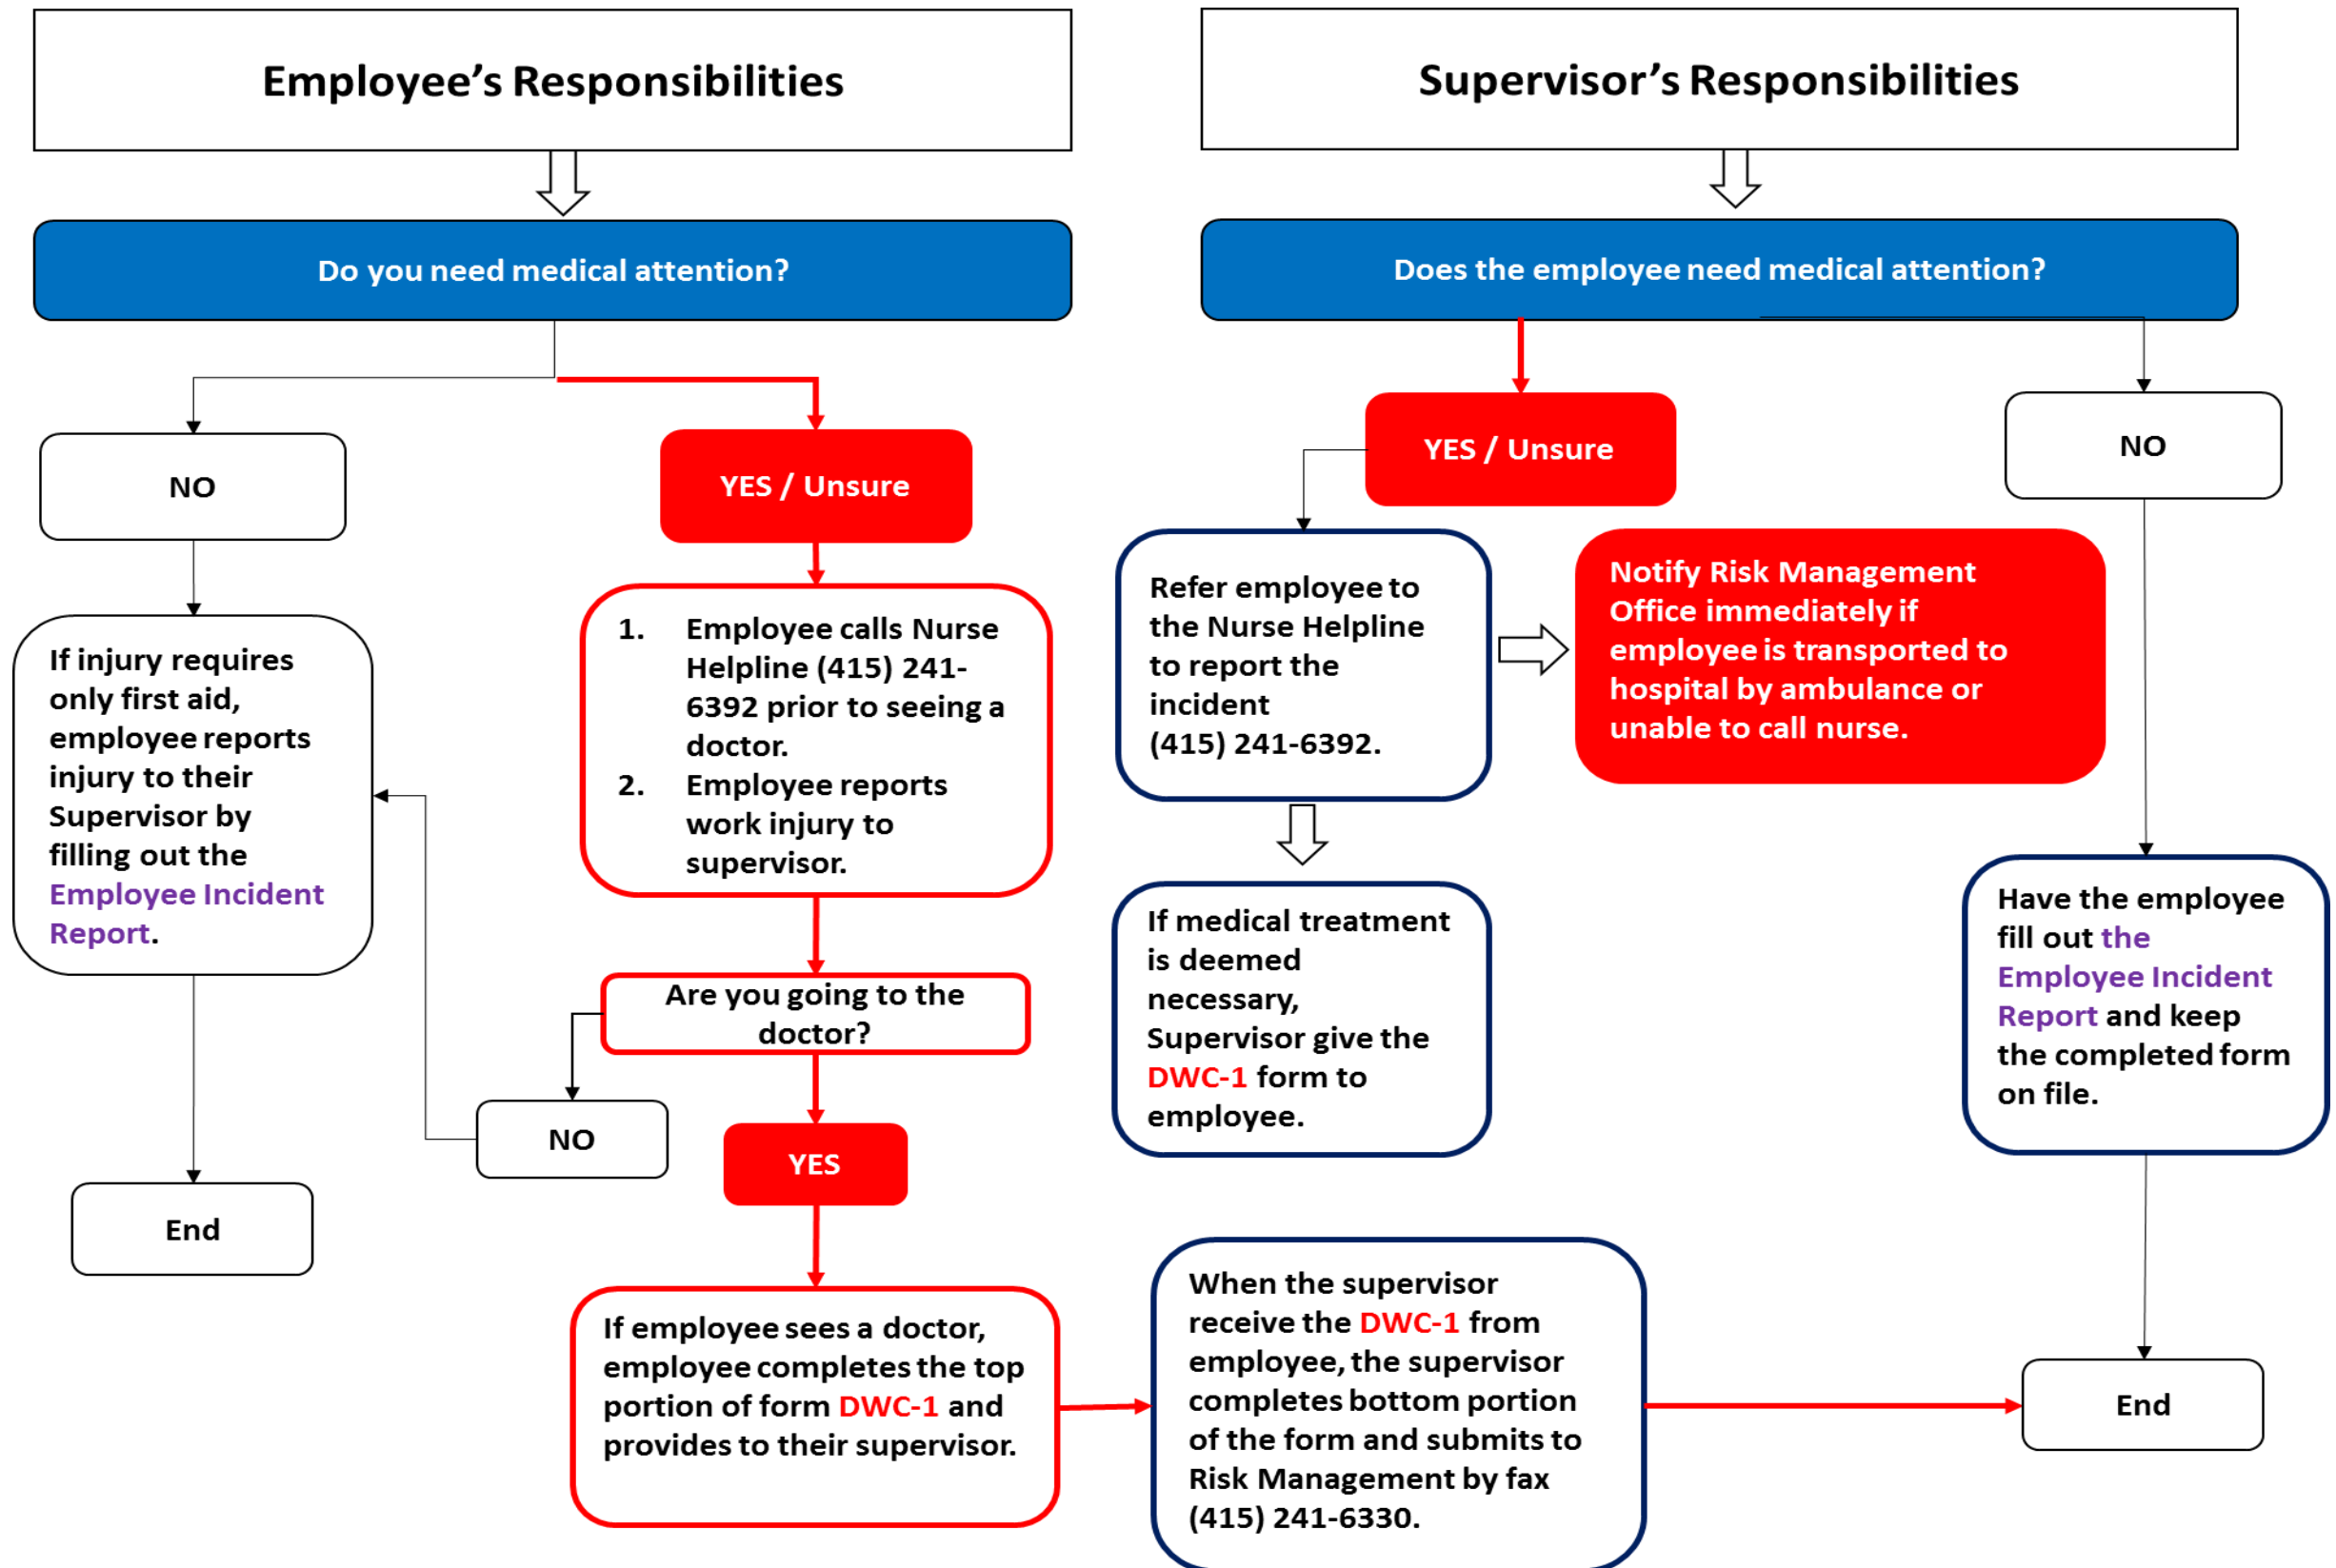 Employee's Responsibilities
Do you need medical attention?
NO
YES / Unsure
If injury requires
only first aid,
employee reports
injury to their
Supervisor by
filling out the
Employee Incident
Report.
End
1. Employee calls Nurse
Helpline (415) 241-
6392 prior to seeing a
doctor.
2. Employee reports
work injury to
supervisor.
Are you going to the
doctor?
NO
YES
If employee sees a doctor,
employee completes the top
portion of form DWC-1 and
provides to their supervisor.
Supervisor's Responsibilities
Does the employee need medical attention?
YES / Unsure
NO
Refer employee to
the Nurse Helpline
to report the
incident
(415) 241-6392.
Notify Risk Management
Office immediately if
employee is transported to
hospital by ambulance or
unable to call nurse.
If medical treatment
is deemed
necessary,
Supervisor give the
DWC-1 form to
employee.
Have the employee
fill out the
Employee Incident
Report and keep
the completed form
on file.
When the supervisor
receive the DWC-1 from
employee, the supervisor
completes bottom portion
of the form and submits to
Risk Management by fax
(415) 241-6330.
End